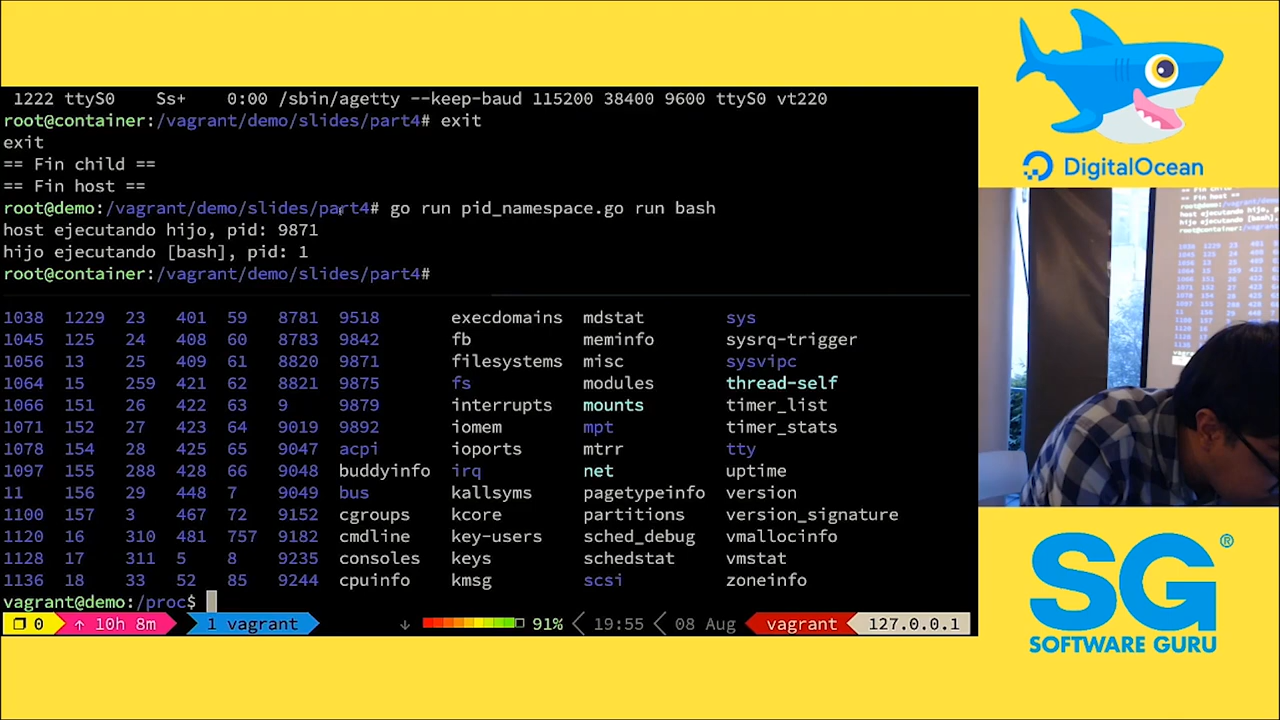 1222 ttyS0    Ss+    0:00 /sbin/agetty --keep-baud 115200 38400 9600 ttyS0 vt220
root@container:/vagrant/demo/slides/part4# exit
exit
== Fin child ==
== Fin host ==
root@demo:/vagrant/demo/slides/part4# go run pid_namespace.go run bash
host ejecutando hijo, pid: 9871
hijo ejecutando [bash], pid: 1
root@container:/vagrant/demo/slides/part4#
1038 1229 23 401 59 8781 9518 execdomains mdstat sys
1045 125 24 408 60 8783 9842 fb meminfo sysrq-trigger
1056 13 25 409 61 8820 9871 filesystems misc sysvipc
1064 15 259 421 62 8821 9875 fs modules thread-self
1066 151 26 422 63 9 9879 interrupts mounts timer_list
1071 152 27 423 64 9019 9892 iomem mpt timer_stats
1078 154 28 425 65 9047 acpi ioports mtrr tty
1097 155 288 428 66 9048 buddyinfo irq net uptime
11 156 29 448 7 9049 bus kallsyms pagetypeinfo version
1100 157 3 467 72 9152 cgroups kcore partitions version_signature
1120 16 310 481 757 9182 cmdline key-users sched_debug vmallocinfo
1128 17 311 5 8 9235 consoles keys schedstat vmstat
1136 18 33 52 85 9244 cpuinfo kmsg scsi zoneinfo
vagrant@demo:/proc$
0 ↑ 10h 8m 1 vagrant ↓ 91% 19:55 08 Aug vagrant 127.0.0.1
DigitalOcean
SG®
SOFTWARE GURU